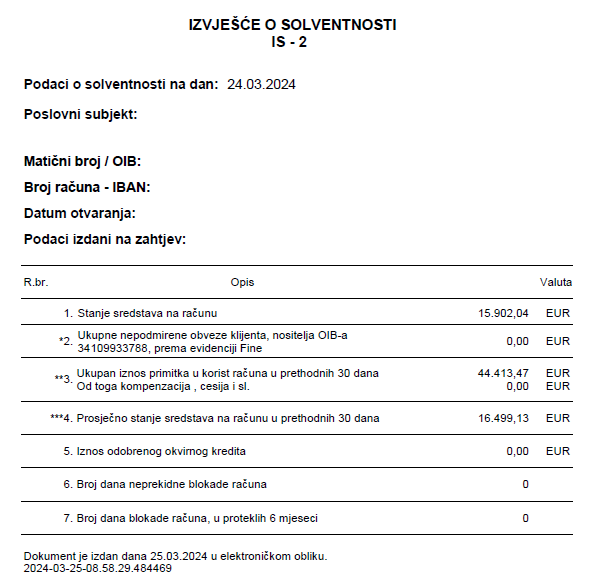 IZVJEŠĆE O SOLVENTNOSTI
IS - 2
Podaci o solventnosti na dan: 24.03.2024
Poslovni subjekt:
Matični broj / OIB:
Broj računa - IBAN:
Datum otvaranja:
Podaci izdani na zahtjev:
R.br. Opis Valuta
1. Stanje sredstava na računu 15.902,04 EUR
*2. Ukupne nepodmirene obveze klijenta, nositelja OIB-a
34109933788, prema evidenciji Fine 0,00 EUR
**3. Ukupan iznos primitka u korist računa u prethodnih 30 dana 44.413,47 EUR
Od toga kompenzacija , cesija i sl. 0,00 EUR
***4. Prosječno stanje sredstava na računu u prethodnih 30 dana 16.499,13 EUR
5. Iznos odobrenog okvirnog kredita 0,00 EUR
6. Broj dana neprekidne blokade računa 0
7. Broj dana blokade računa, u proteklih 6 mjeseci 0
Dokument je izdan dana 25.03.2024 u elektroničkom obliku.
2024-03-25-08.58.29.484469